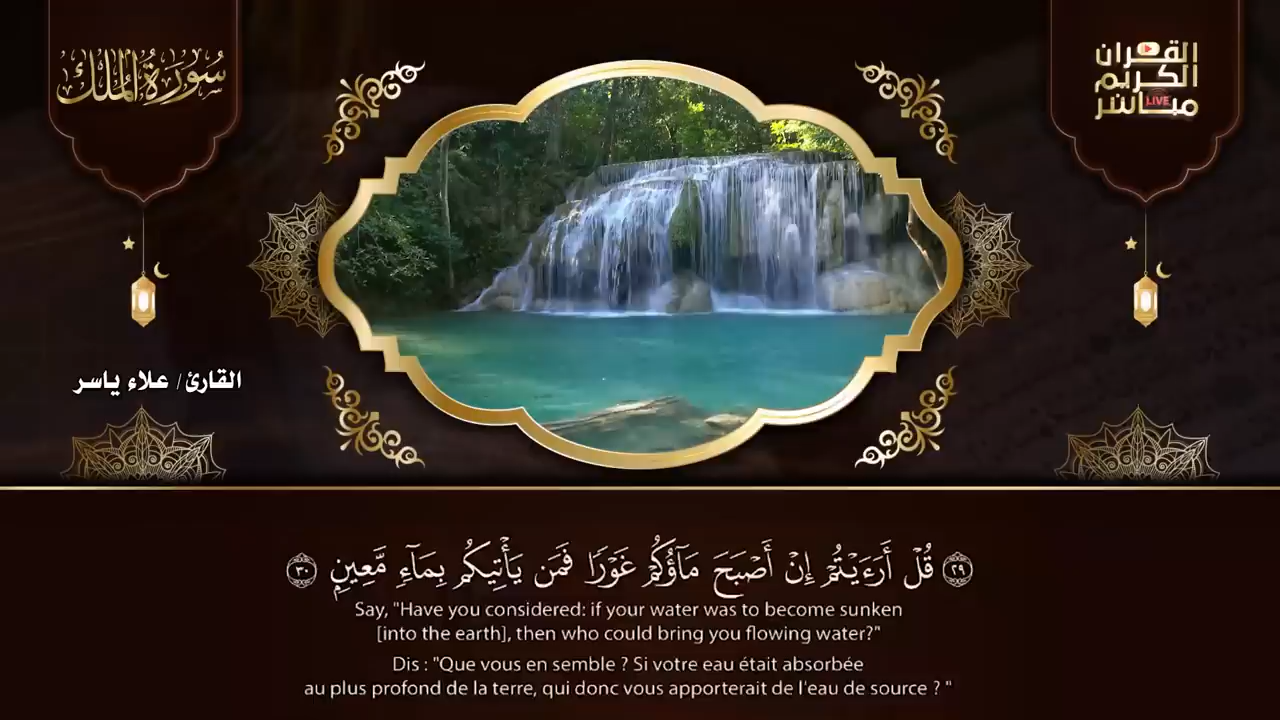 سُورَةُ المُلك
القرآن
الكريم
مباشر
LIVE
القارئ/ علاء ياسر
٢٩ قُلْ أَرَءَيْتُمْ إِنْ أَصْبَحَ مَآؤُكُمْ غَوْرًا فَمَن يَأْتِيكُم بِمَآءٍ مَّعِينٍ ٣٠
Say, "Have you considered: if your water was to become sunken
[into the earth], then who could bring you flowing water?"
Dis : "Que vous en semble ? Si votre eau était absorbée
au plus profond de la terre, qui donc vous apporterait de l'eau de source ? "